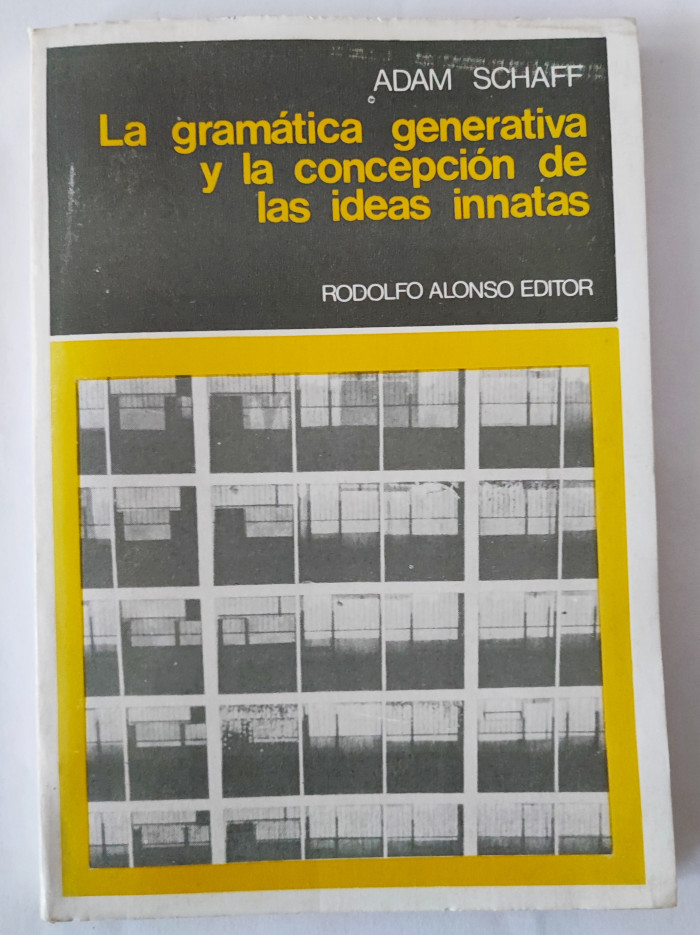 ADAM SCHAFF
La gramática generativa
y la concepción de
las ideas innatas
RODOLFO ALONSO EDITOR